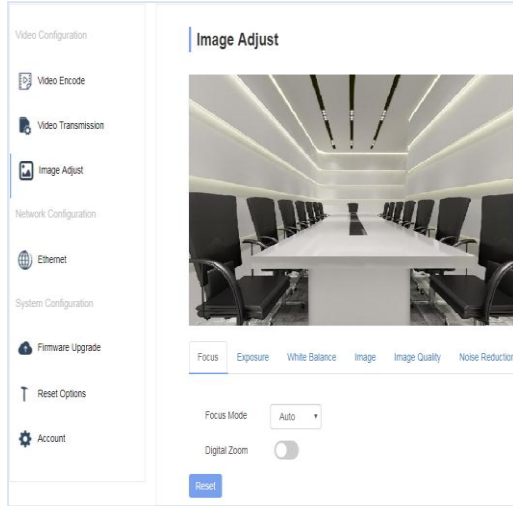 Video Configuration
Video Encode
Video Transmission
Image Adjust
Network Configuration
Ethernet
System Configuration
Firmware Upgrade
Reset Options
Account
Image Adjust
Focus Exposure White Balance Image Image Quality Noise Reduction
Focus Mode Auto
Digital Zoom
Reset